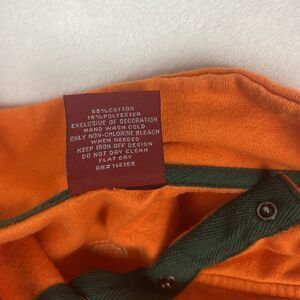 85% COTTON
15% POLYESTER
EXCLUSIVE OF DECORATION
HAND WASH COLD
ONLY NON-CHLORINE BLEACH
WHEN NEEDED
KEEP IRON OFF DESIGN
DO NOT DRY CLEAN
FLAT DRY